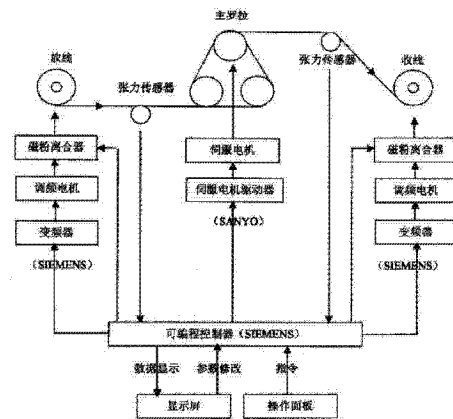 主罗拉
放线
张力传感器
张力传感器
收线
磁粉离合器
伺服电机
磁粉离合器
调频电机
伺服电机驱动器
调频电机
变频器
(SANYO)
变频器
(SIEMENS)
(SIEMENS)
可编程控制器(SIEMENS)
数据显示
参数修改
指令
显示屏
操作面板